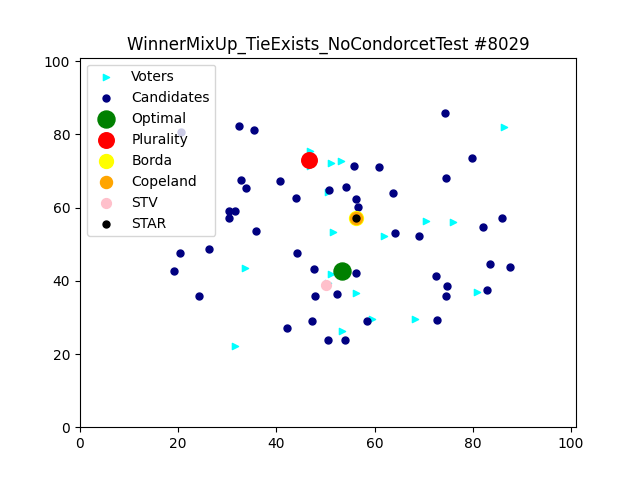 WinnerMixUp_TieExists_NoCondorcetTest #8029
100
80
60
40
20
0
0 20 40 60 80 100
Voters
Candidates
Optimal
Plurality
Borda
Copeland
STV
STAR